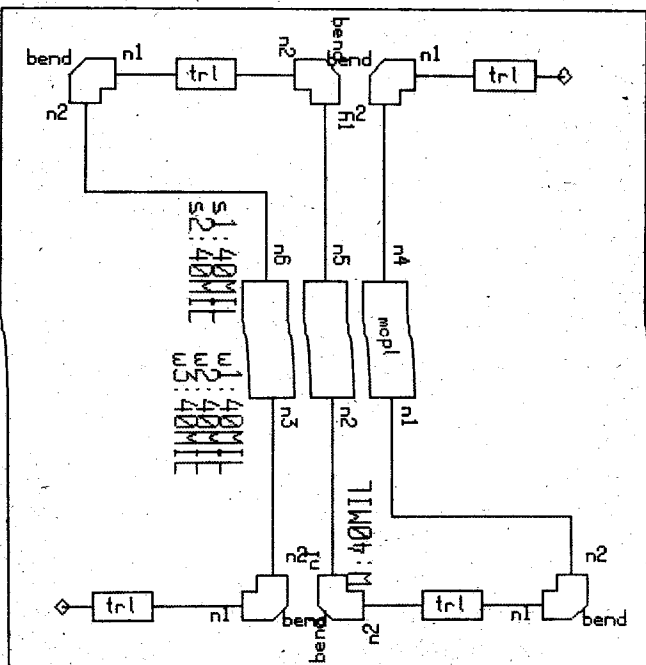 bend
n1
trl
n2
n2
bend
n1
bend
n1
n2
trl
s1:40MIL
s2:40MIL
n6
n5
n4
mcpl
w1:40MIL
w2:40MIL
w3:40MIL
n3
n2
n1
W:40MIL
n2
n1
n2
trl
n1
bend
bend
n2
trl
n1
bend